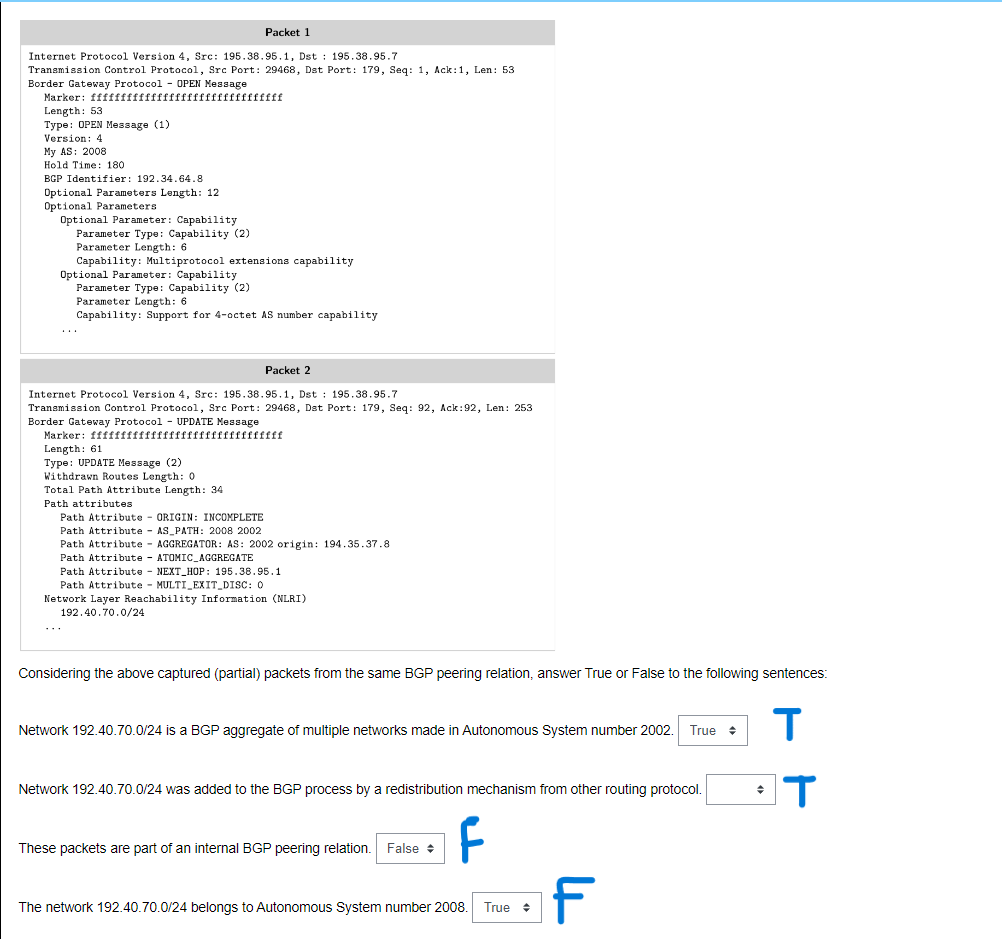 Packet 1
Internet Protocol Version 4, Src: 195.38.95.1, Dst : 195.38.95.7
Transmission Control Protocol, Src Port: 29468, Dst Port: 179, Seq: 1, Ack:1, Len: 53
Border Gateway Protocol - OPEN Message
Marker: ffffffffffffffffffffffffffffffff
Length: 53
Type: OPEN Message (1)
Version: 4
My AS: 2008
Hold Time: 180
BGP Identifier: 192.34.64.8
Optional Parameters Length: 12
Optional Parameters
Optional Parameter: Capability
Parameter Type: Capability (2)
Parameter Length: 6
Capability: Multiprotocol extensions capability
Optional Parameter: Capability
Parameter Type: Capability (2)
Parameter Length: 6
Capability: Support for 4-octet AS number capability
...
Packet 2
Internet Protocol Version 4, Src: 195.38.95.1, Dst : 195.38.95.7
Transmission Control Protocol, Src Port: 29468, Dst Port: 179, Seq: 92, Ack:92, Len: 253
Border Gateway Protocol - UPDATE Message
Marker: ffffffffffffffffffffffffffffffff
Length: 61
Type: UPDATE Message (2)
Withdrawn Routes Length: 0
Total Path Attribute Length: 34
Path attributes
Path Attribute - ORIGIN: INCOMPLETE
Path Attribute - AS_PATH: 2008 2002
Path Attribute - AGGREGATOR: AS: 2002 origin: 194.35.37.8
Path Attribute - ATOMIC_AGGREGATE
Path Attribute - NEXT_HOP: 195.38.95.1
Path Attribute - MULTI_EXIT_DISC: 0
Network Layer Reachability Information (NLRI)
192.40.70.0/24
...
Considering the above captured (partial) packets from the same BGP peering relation, answer True or False to the following sentences:
Network 192.40.70.0/24 is a BGP aggregate of multiple networks made in Autonomous System number 2002. True T
Network 192.40.70.0/24 was added to the BGP process by a redistribution mechanism from other routing protocol. T
These packets are part of an internal BGP peering relation. False F
The network 192.40.70.0/24 belongs to Autonomous System number 2008. True F